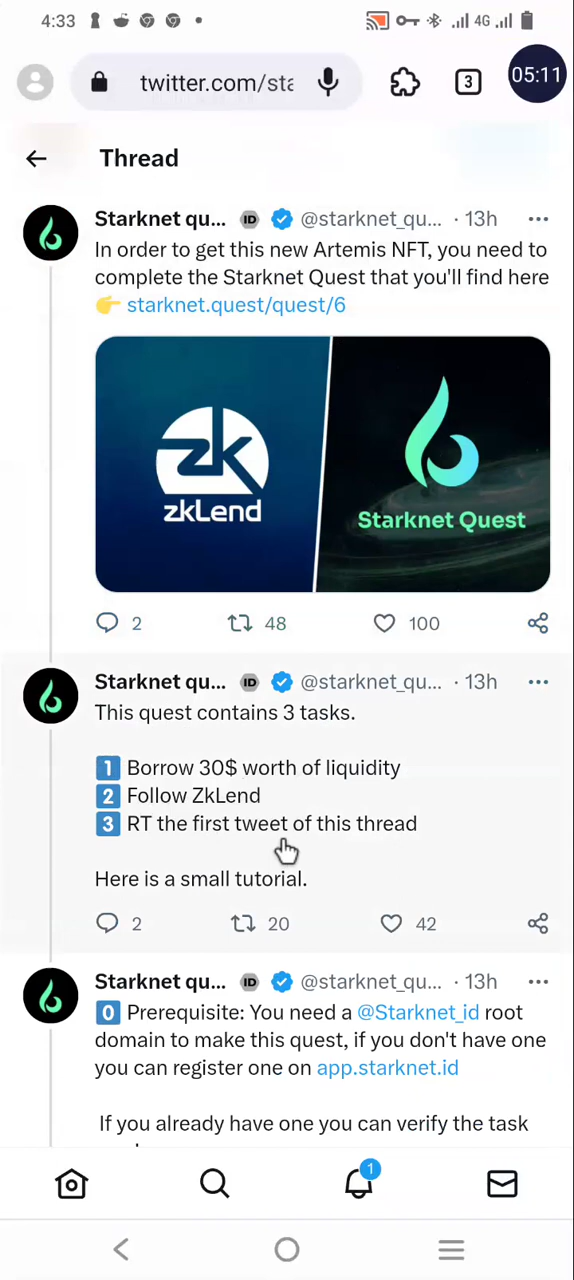 4:33
4G
05:11
twitter.com/sta
3
Thread
Starknet qu... ID @starknet_qu... · 13h
In order to get this new Artemis NFT, you need to
complete the Starknet Quest that you'll find here
👉 starknet.quest/quest/6
zk
zkLend
Starknet Quest
2 48 100
Starknet qu... ID @starknet_qu... · 13h
This quest contains 3 tasks.
1 Borrow 30$ worth of liquidity
2 Follow ZkLend
3 RT the first tweet of this thread
Here is a small tutorial.
2 20 42
Starknet qu... ID @starknet_qu... · 13h
0 Prerequisite: You need a @Starknet_id root
domain to make this quest, if you don't have one
you can register one on app.starknet.id
If you already have one you can verify the task
1